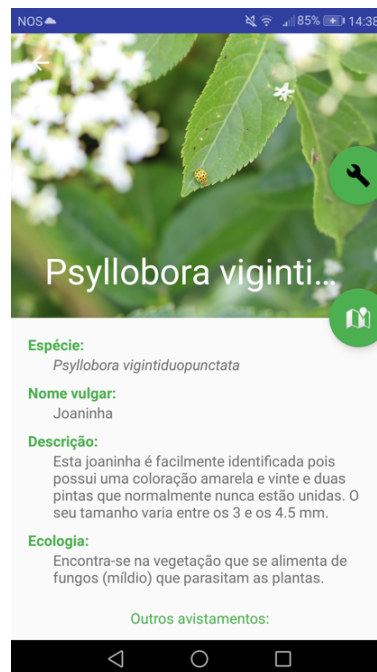 NOS 85% 14:38
Psyllobora viginti...
Espécie:
Psyllobora vigintiduopunctata
Nome vulgar:
Joaninha
Descrição:
Esta joaninha é facilmente identificada pois
possui uma coloração amarela e vinte e duas
pintas que normalmente nunca estão unidas. O
seu tamanho varia entre os 3 e os 4.5 mm.
Ecologia:
Encontra-se na vegetação que se alimenta de
fungos (míldio) que parasitam as plantas.
Outros avistamentos: